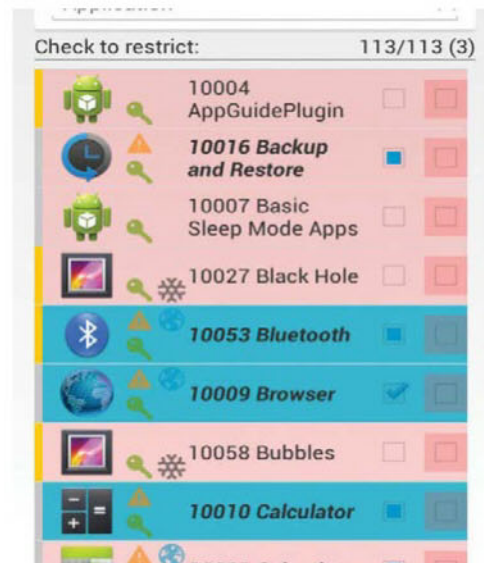 Check to restrict: 113/113 (3)
10004
AppGuidePlugin
10016 Backup
and Restore
10007 Basic
Sleep Mode Apps
10027 Black Hole
10053 Bluetooth
10009 Browser
10058 Bubbles
10010 Calculator